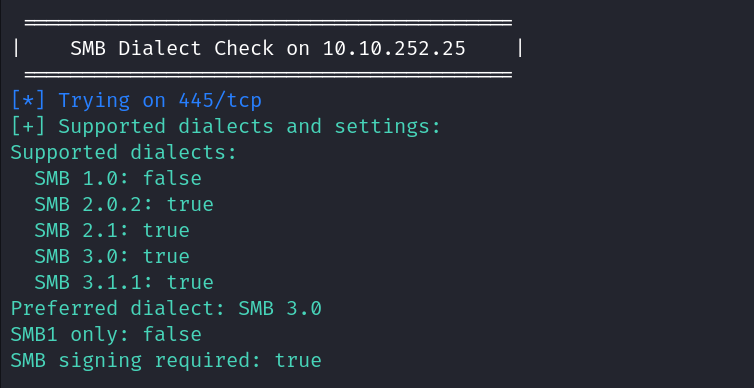 |    SMB Dialect Check on 10.10.252.25    |
[*] Trying on 445/tcp
[+] Supported dialects and settings:
Supported dialects:
  SMB 1.0: false
  SMB 2.0.2: true
  SMB 2.1: true
  SMB 3.0: true
  SMB 3.1.1: true
Preferred dialect: SMB 3.0
SMB1 only: false
SMB signing required: true